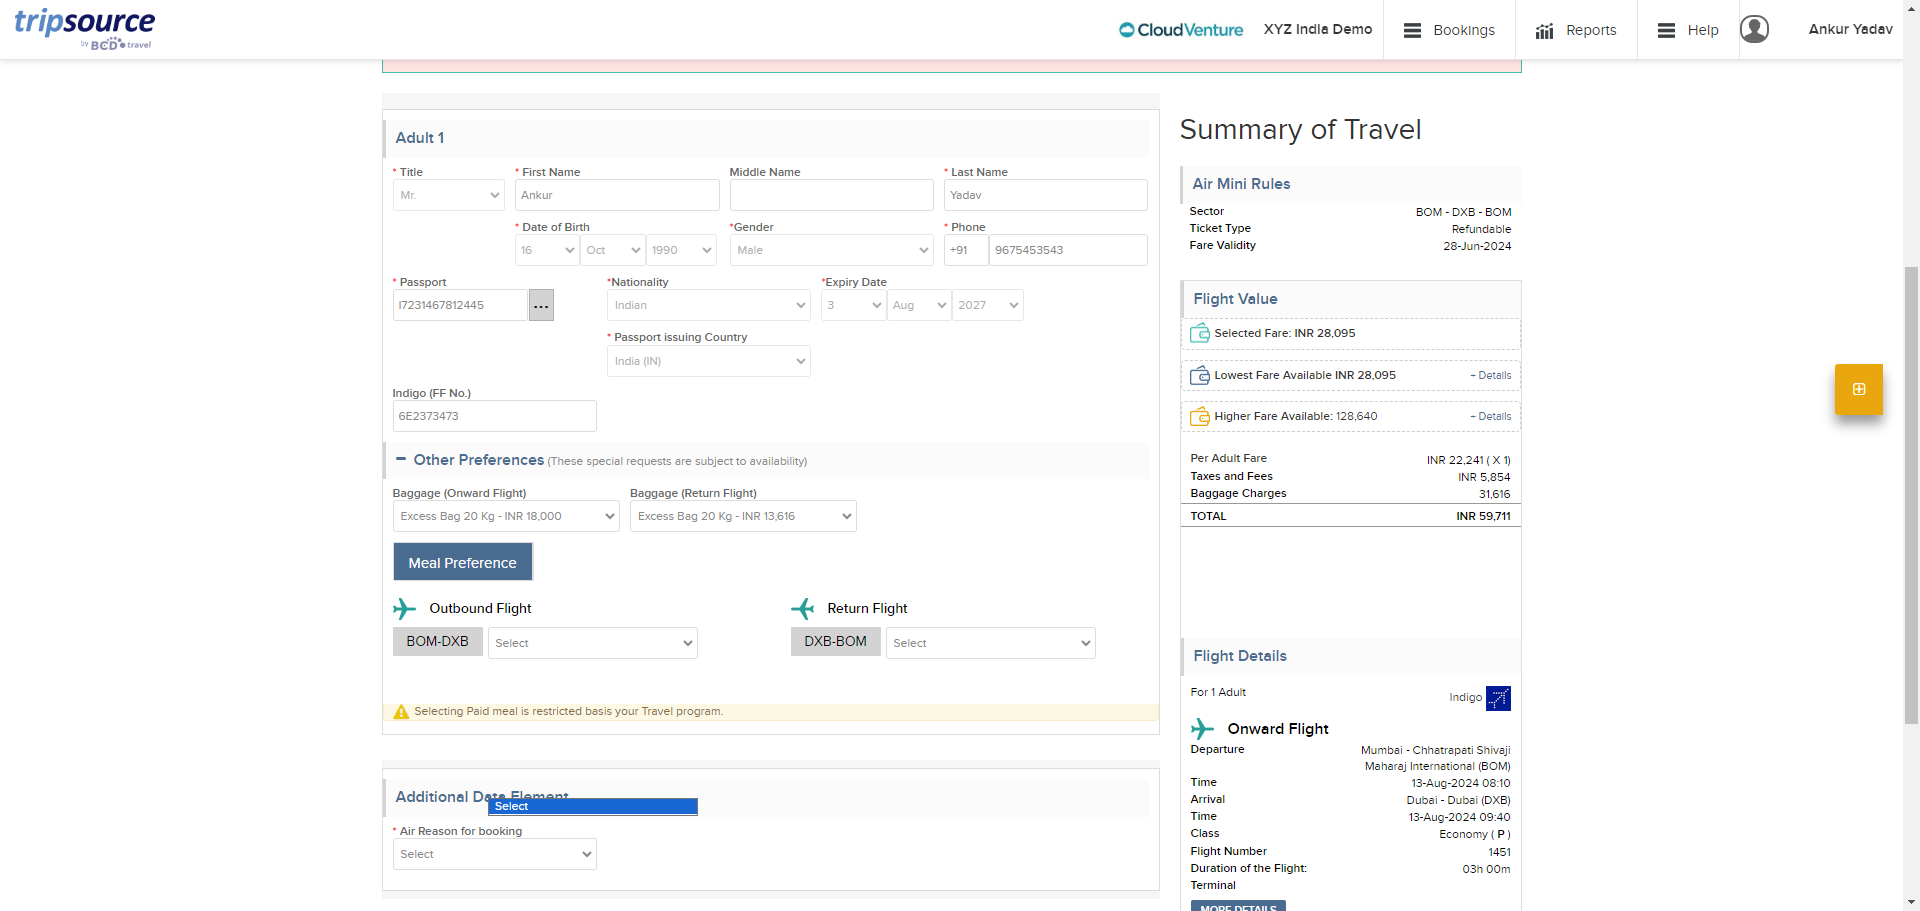 tripsource
by BCD travel
CloudVenture
XYZ India Demo
Bookings
Reports
Help
Ankur Yadav
Adult 1
* Title
* First Name
Middle Name
* Last Name
Mr.
Ankur
Yadav
* Date of Birth
*Gender
* Phone
16
Oct
1990
Male
+91
9675453543
* Passport
*Nationality
*Expiry Date
I7231467812445
...
Indian
3
Aug
2027
* Passport issuing Country
India (IN)
Indigo (FF No.)
6E2373473
Other Preferences (These special requests are subject to availability)
Baggage (Onward Flight)
Baggage (Return Flight)
Excess Bag 20 Kg - INR 18,000
Excess Bag 20 Kg - INR 13,616
Meal Preference
Outbound Flight
Return Flight
BOM-DXB
Select
DXB-BOM
Select
Selecting Paid meal is restricted basis your Travel program.
Additional Data Element
Select
* Air Reason for booking
Select
Summary of Travel
Air Mini Rules
Sector BOM - DXB - BOM
Ticket Type Refundable
Fare Validity 28-Jun-2024
Flight Value
Selected Fare: INR 28,095
Lowest Fare Available INR 28,095 + Details
Higher Fare Available: 128,640 + Details
Per Adult Fare INR 22,241 ( X 1)
Taxes and Fees INR 5,854
Baggage Charges 31,616
TOTAL INR 59,711
Flight Details
For 1 Adult Indigo
Onward Flight
Departure Mumbai - Chhatrapati Shivaji
Maharaj International (BOM)
Time 13-Aug-2024 08:10
Arrival Dubai - Dubai (DXB)
Time 13-Aug-2024 09:40
Class Economy ( P )
Flight Number 1451
Duration of the Flight: 03h 00m
Terminal
MORE DETAILS